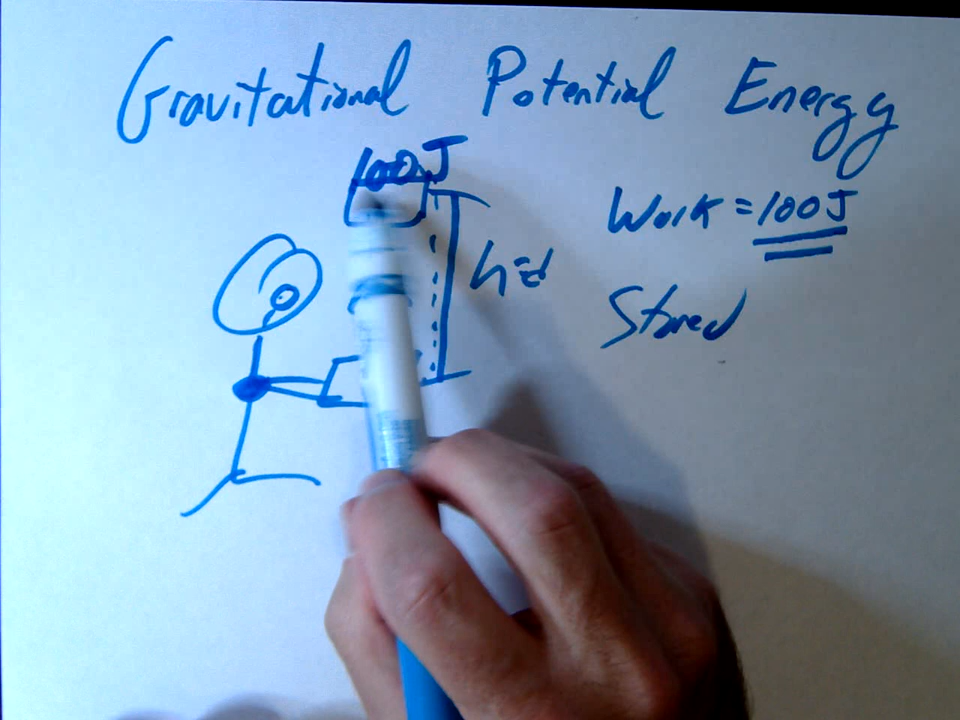 Gravitational Potential Energy
100J
Work = 100J
h=d
Stored